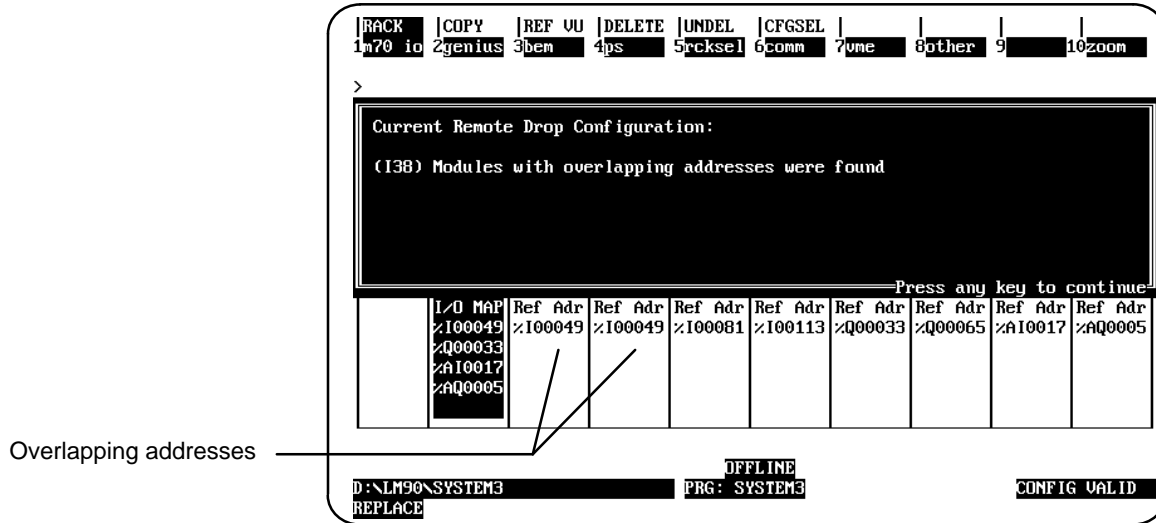 |RACK |COPY |REF VU |DELETE |UNDEL |CFGSEL | | | |
1m70 io 2genius 3bem 4ps 5rcksel 6comm 7vme 8other 9 10zoom
>
Current Remote Drop Configuration:
(I38) Modules with overlapping addresses were found
Press any key to continue
I/O MAP Ref Adr Ref Adr Ref Adr Ref Adr Ref Adr Ref Adr Ref Adr Ref Adr
%I00049 %I00049 %I00049 %I00081 %I00113 %Q00033 %Q00065 %AI0017 %AQ0005
%Q00033
%AI0017
%AQ0005
Overlapping addresses
OFFLINE
D:\LM90\SYSTEM3 PRG: SYSTEM3 CONFIG VALID
REPLACE